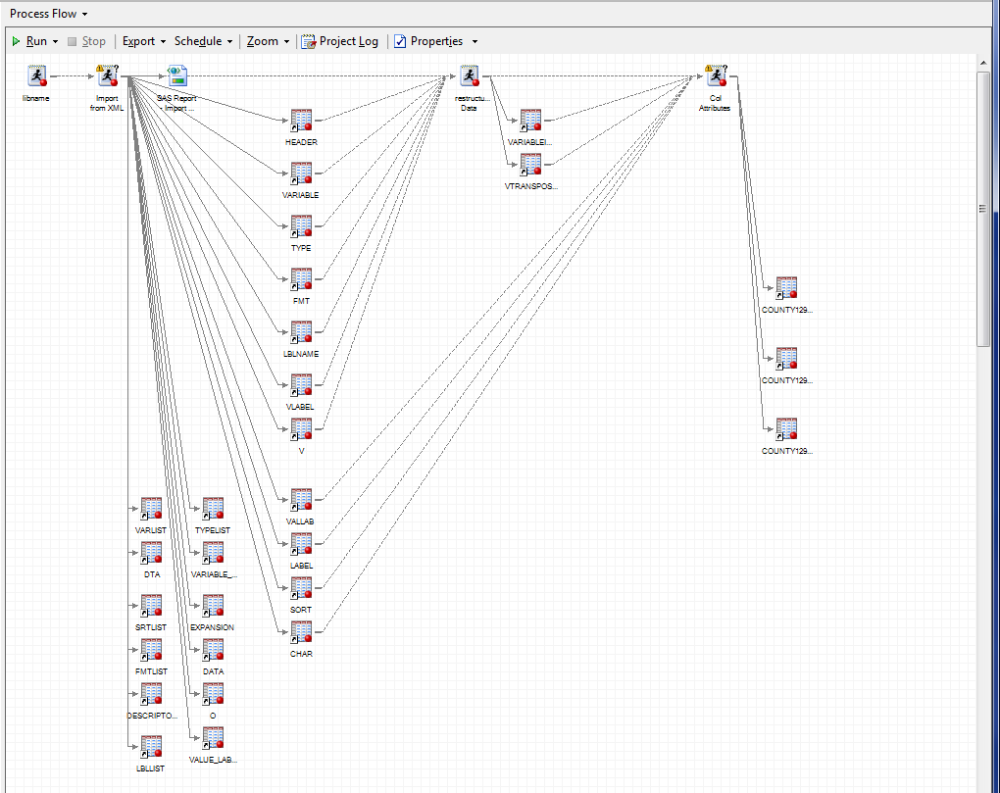 Process Flow
Run Stop Export Schedule Zoom Project Log Properties
libname
Import
from XML
SAS Report
- Import ...
restructu...
Data
Col
Attributes
HEADER
VARIABLE
TYPE
FMT
LBLNAME
VLABEL
V
VALLAB
LABEL
SORT
CHAR
VARIABLEI...
VTRANSPOS...
COUNTY129...
COUNTY129...
COUNTY129...
VARLIST
TYPELIST
DTA
VARIABLE_...
SRTLIST
EXPANSION
FMTLIST
DATA
DESCRIPTO...
O
LBLLIST
VALUE_LAB...